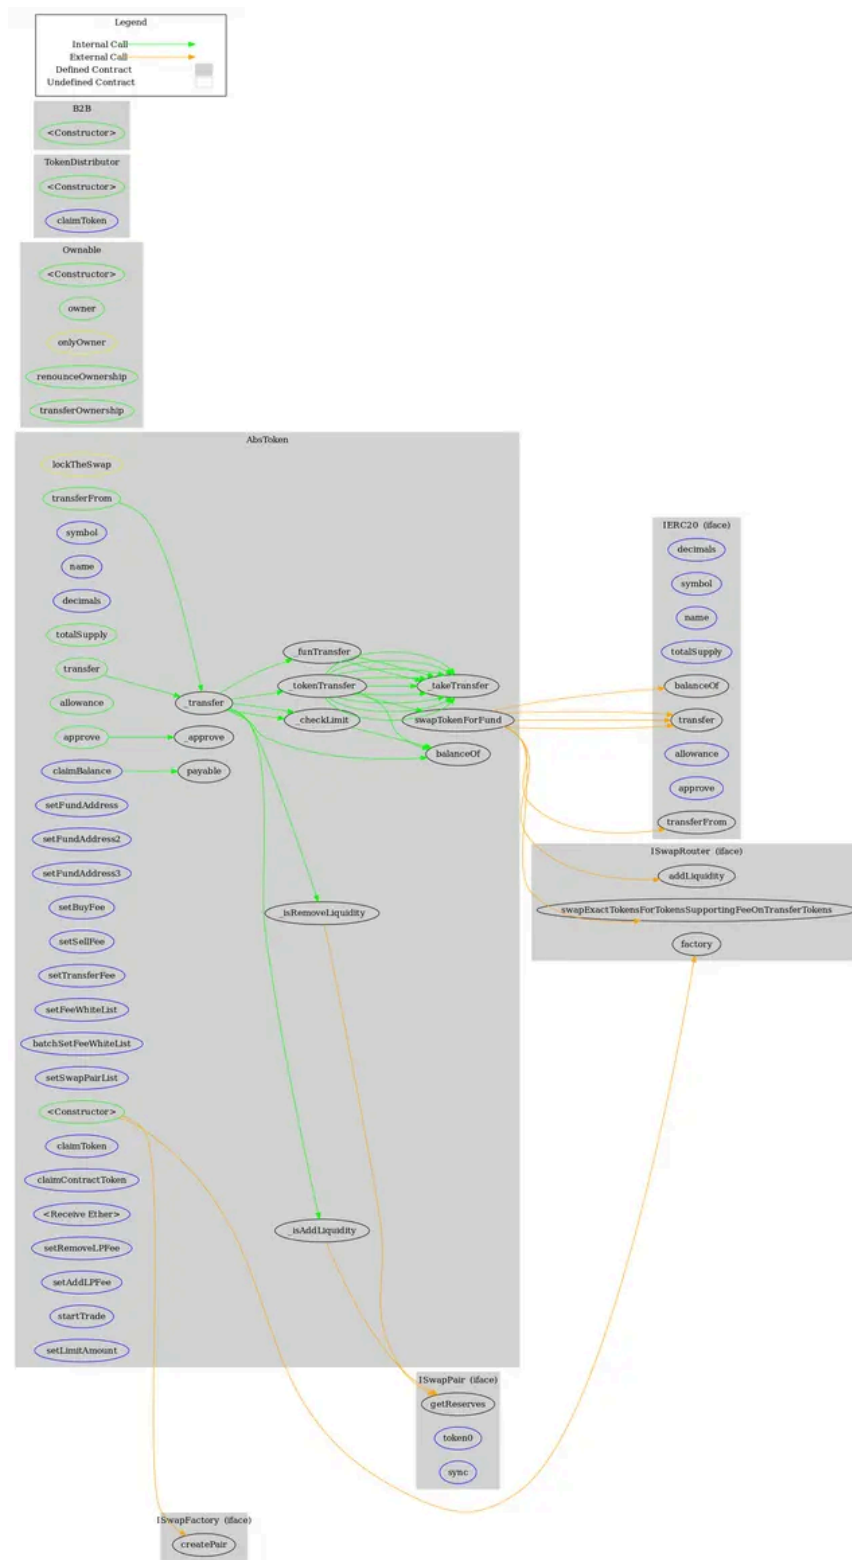 Legend
Internal Call
External Call
Defined Contract
Undefined Contract
B2B
<Constructor>
TokenDistributor
<Constructor>
claimToken
Ownable
<Constructor>
owner
onlyOwner
renounceOwnership
transferOwnership
AbsToken
lockTheSwap
transferFrom
symbol
name
decimals
totalSupply
transfer
allowance
approve
claimBalance
setFundAddress
setFundAddress2
setFundAddress3
setBuyFee
setSellFee
setTransferFee
setFeeWhiteList
batchSetFeeWhiteList
setSwapPairList
<Constructor>
claimToken
claimContractToken
<Receive Ether>
setRemoveLPFee
setAddLPFee
startTrade
setLimitAmount
_transfer
_approve
payable
_funTransfer
_tokenTransfer
_checkLimit
_isRemoveLiquidity
_isAddLiquidity
_takeTransfer
swapTokenForFund
balanceOf
IERC20 (iface)
decimals
symbol
name
totalSupply
balanceOf
transfer
allowance
approve
transferFrom
ISwapRouter (iface)
addLiquidity
swapExactTokensForTokensSupportingFeeOnTransferTokens
factory
ISwapPair (iface)
getReserves
token0
sync
ISwapFactory (iface)
createPair